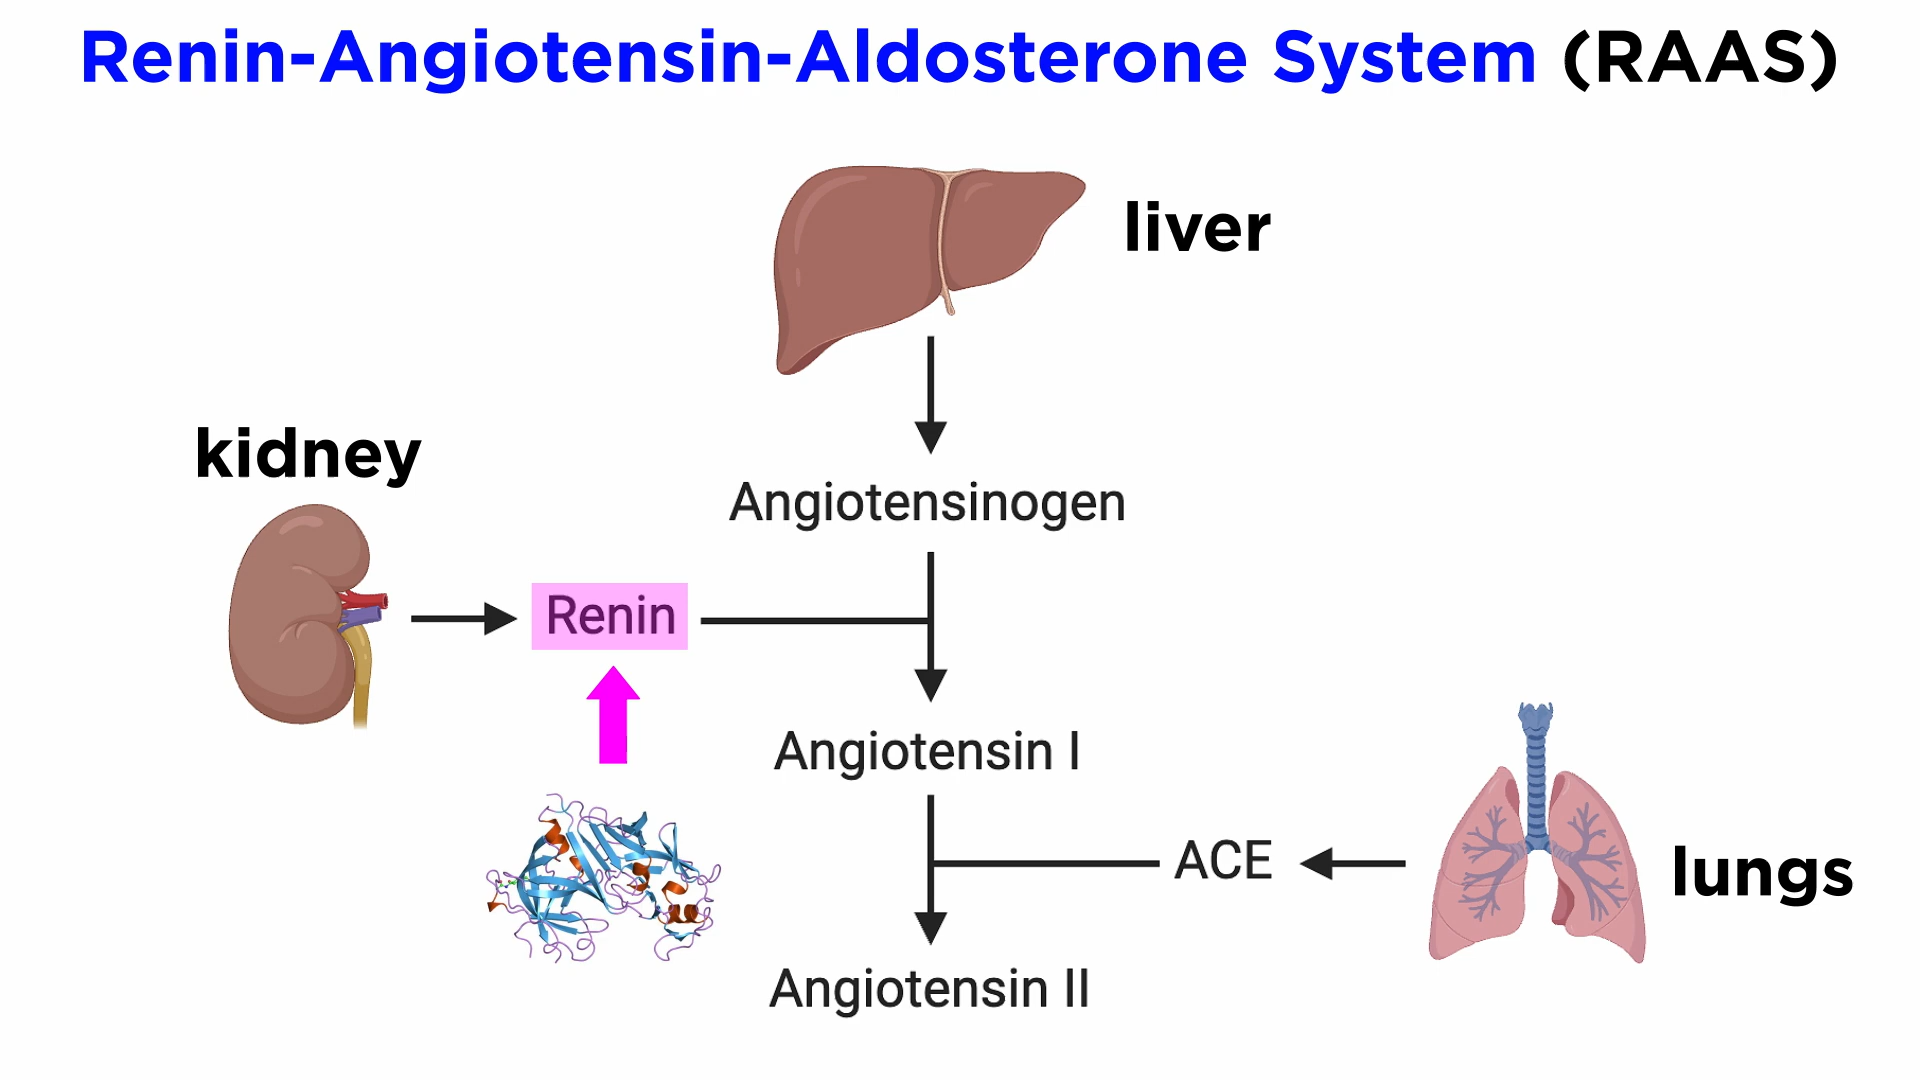 Renin-Angiotensin-Aldosterone System (RAAS)
liver
kidney
Angiotensinogen
Renin
Angiotensin I
ACE
lungs
Angiotensin II